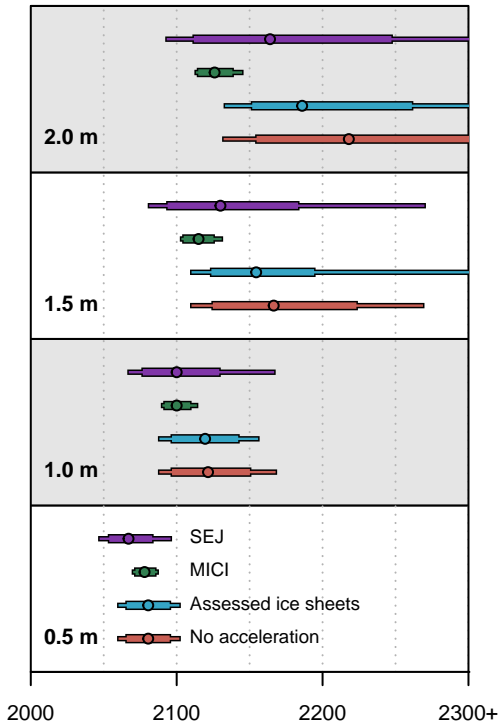 2.0 m
1.5 m
1.0 m
SEJ
MICI
Assessed ice sheets
0.5 m No acceleration
2000 2100 2200 2300+